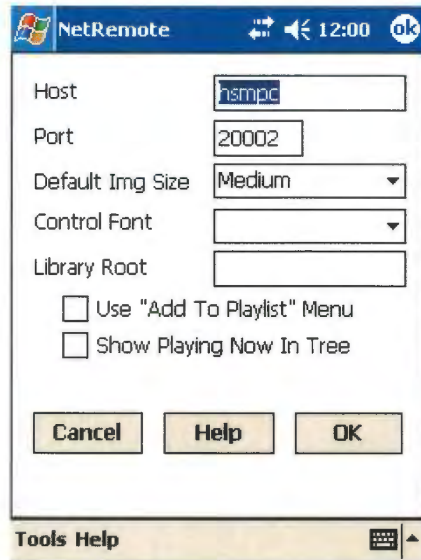 NetRemote 12:00 ok
Host hsmpc
Port 20002
Default Img Size Medium
Control Font
Library Root
Use "Add To Playlist" Menu
Show Playing Now In Tree
Cancel Help OK
Tools Help